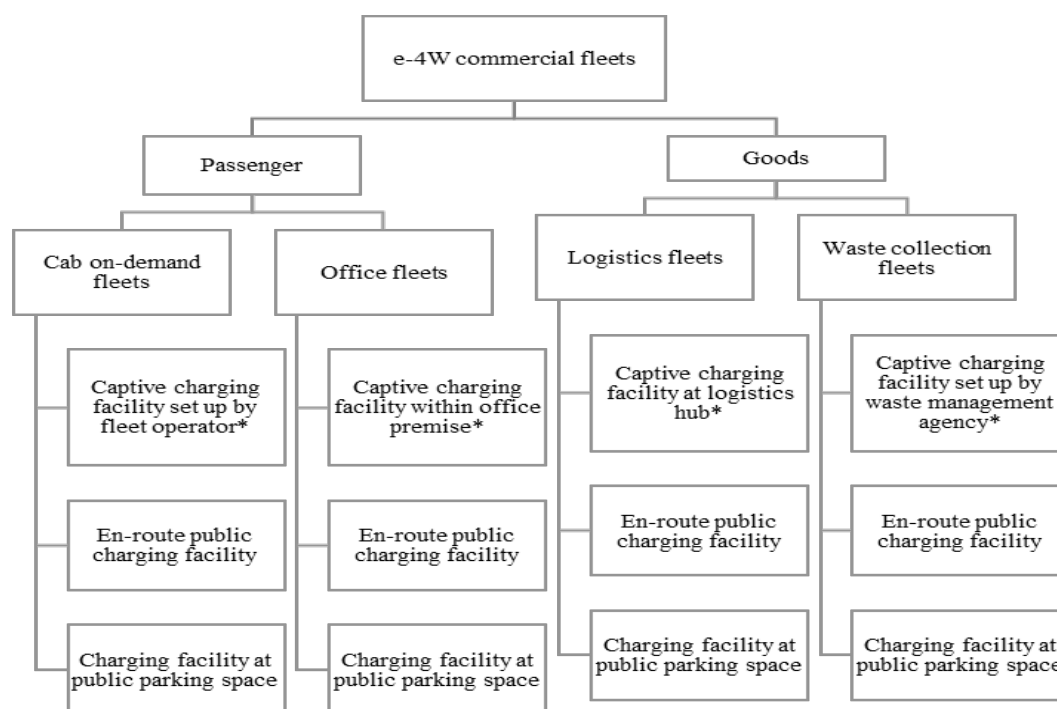 e-4W commercial fleets
Passenger
Goods
Cab on-demand
fleets
Office fleets
Logistics fleets
Waste collection
fleets
Captive charging
facility set up by
fleet operator*
Captive charging
facility within office
premise*
Captive charging
facility at logistics
hub*
Captive charging
facility set up by
waste management
agency*
En-route public
charging facility
En-route public
charging facility
En-route public
charging facility
En-route public
charging facility
Charging facility at
public parking space
Charging facility at
public parking space
Charging facility at
public parking space
Charging facility at
public parking space